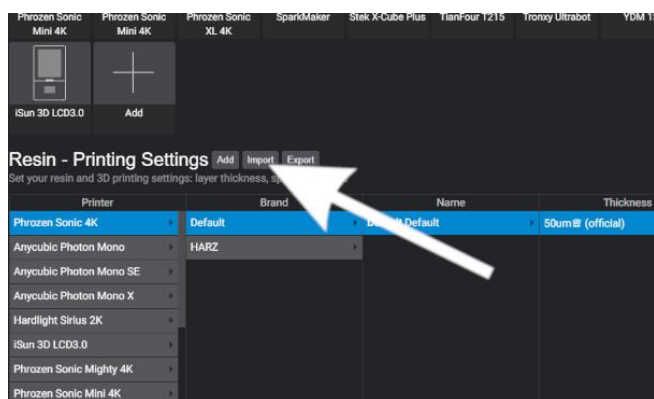 Phrozen Sonic Phrozen Sonic Phrozen Sonic SparkMaker Stek X-Cube Plus TianFour T215 Tronxy Ultrabot YDM
Mini 4K Mini 4K XL 4K
iSun 3D LCD3.0 Add
Resin - Printing Settings Add Import Export
Set your resin and 3D printing settings: layer thickness,
Printer Brand Name Thickness
Phrozen Sonic 4K Default Default 50um (official)
Anycubic Photon Mono HARZ
Anycubic Photon Mono SE
Anycubic Photon Mono X
Hardlight Sirius 2K
iSun 3D LCD3.0
Phrozen Sonic Mighty 4K
Phrozen Sonic Mini 4K